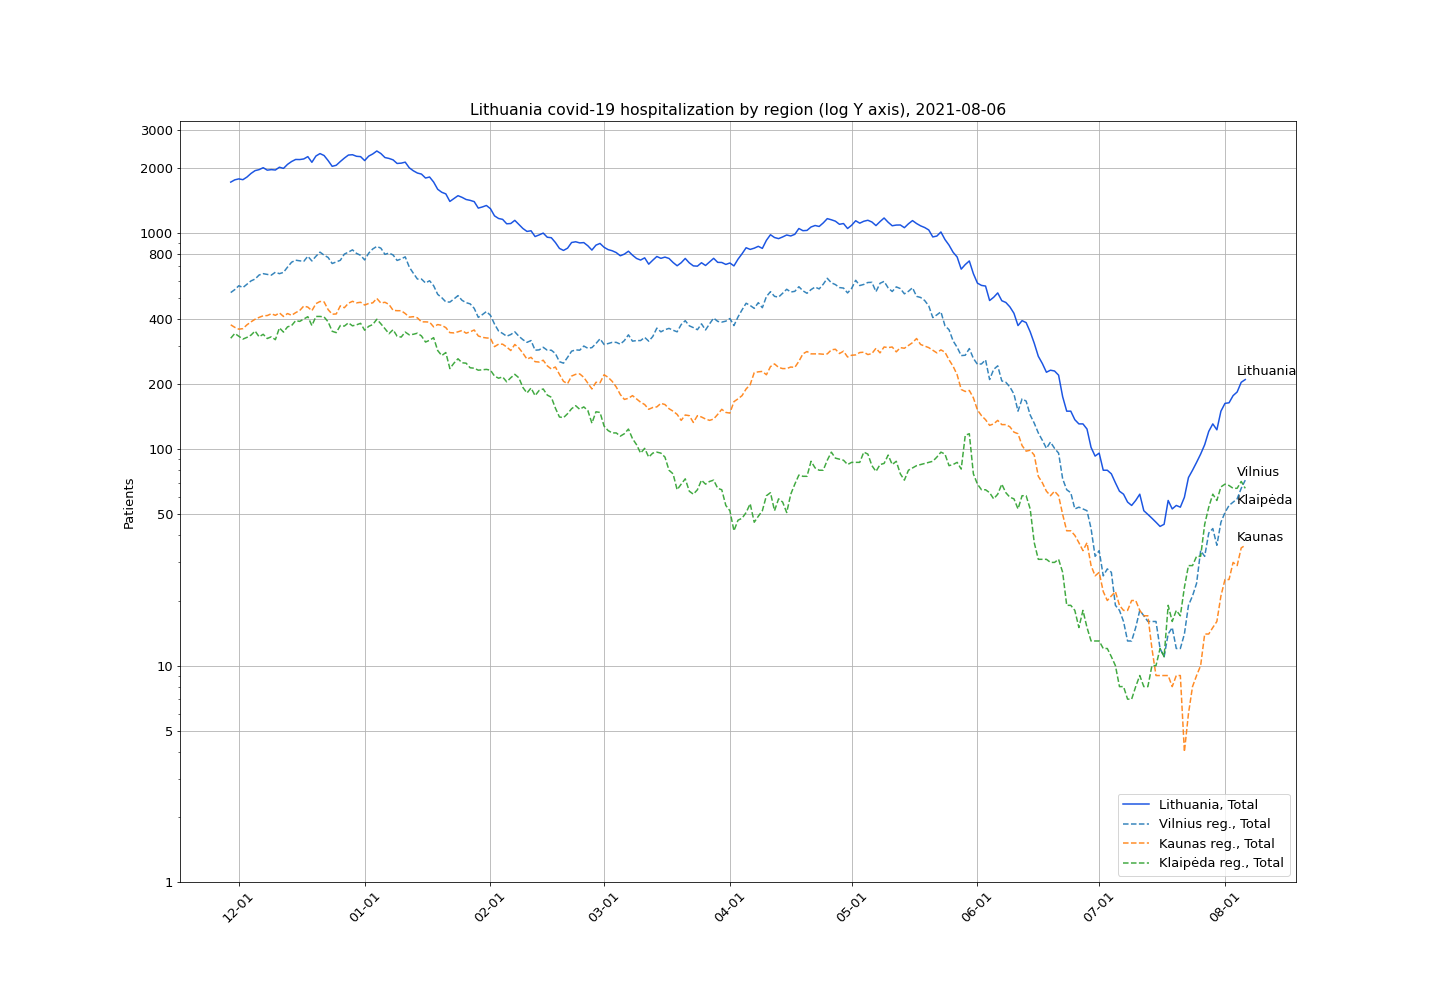 Lithuania covid-19 hospitalization by region (log Y axis), 2021-08-06
3000
2000
1000
800
400
200
100
50
10
5
1
Patients
Lithuania
Vilnius
Klaipėda
Kaunas
Lithuania, Total
Vilnius reg., Total
Kaunas reg., Total
Klaipėda reg., Total
12-01
01-01
02-01
03-01
04-01
05-01
06-01
07-01
08-01